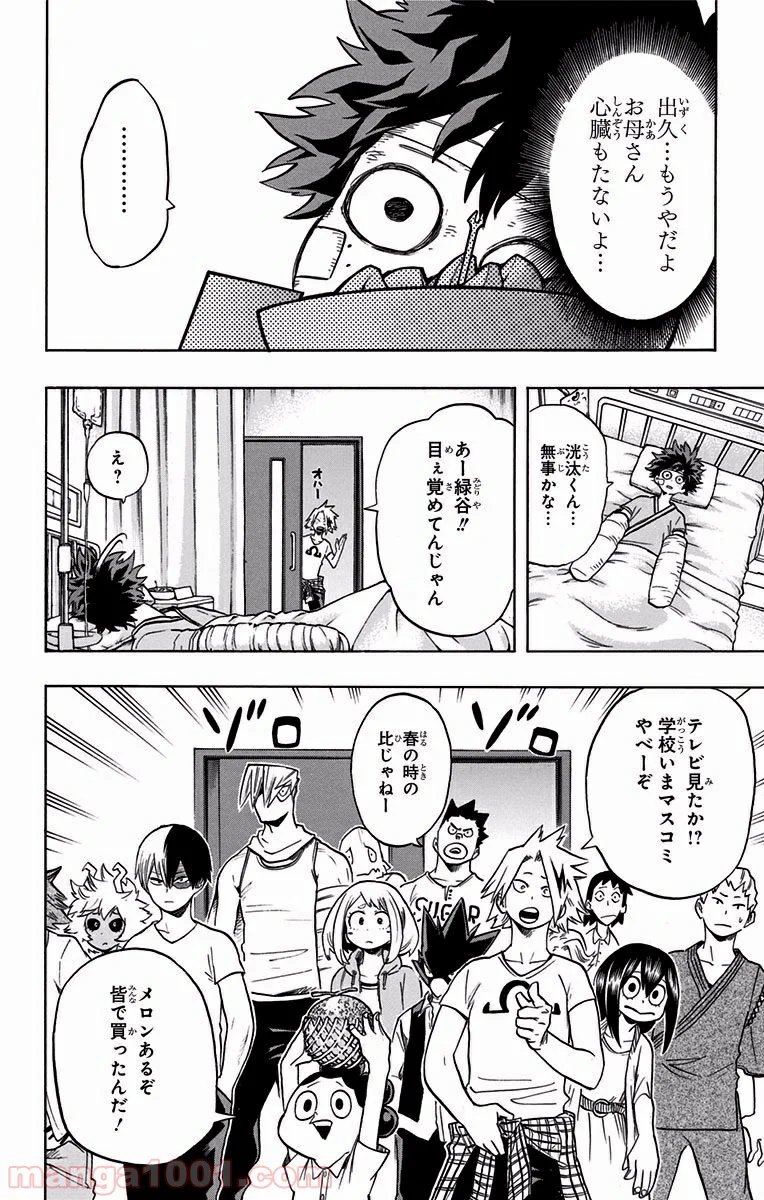 出久…もうやだよ
お母さん
心臓もたないよ…
…………
洸汰くん…
無事かな…
あー緑谷!!
目ぇ覚めてんじゃん
オハー
え?
テレビ見たか!?
学校いまマスコミ
やべーぞ
春の時の
比じゃねー
ゾロ
ゾロ
SUGAR
メロンあるぞ
皆で買ったんだ!
manga1001.com